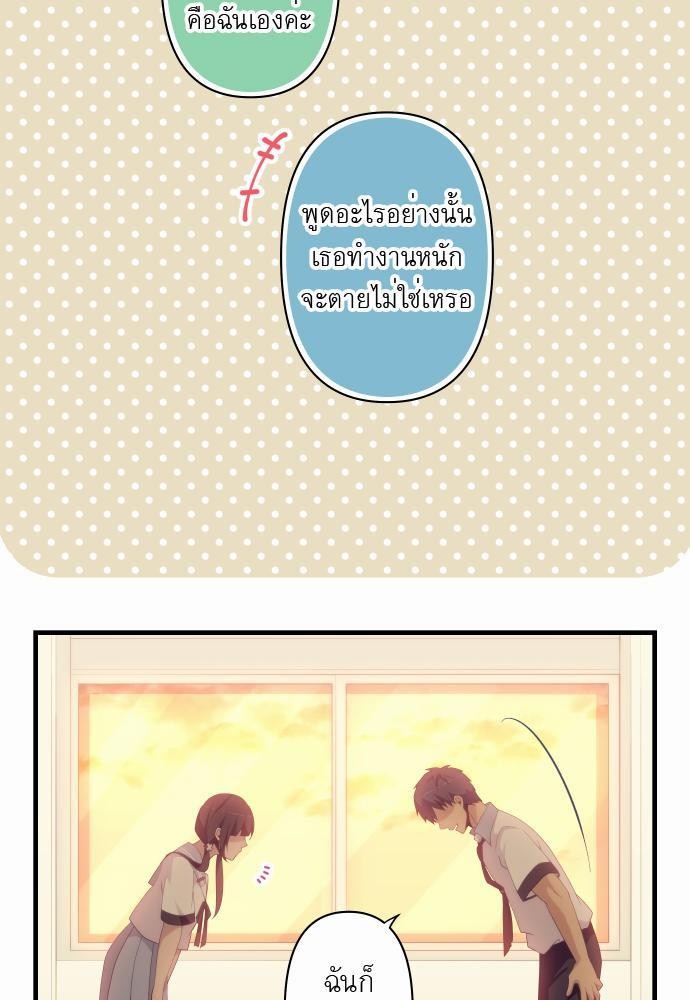 คือฉันเองค่ะ
พูดอะไรอย่างนั้น
เธอทำงานหนัก
จะตายไม่ใช่เหรอ
ฉันก็